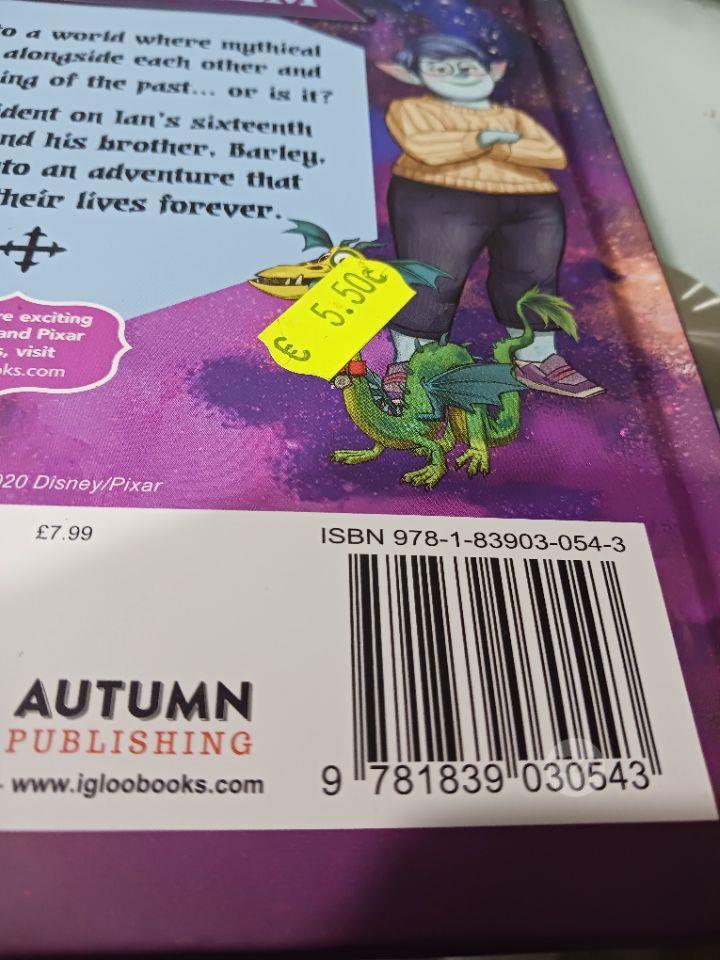 o a world where mythical
alongside each other and
ing of the past... or is it?
ident on Ian's sixteenth
nd his brother, Barley,
to an adventure that
heir lives forever.
€ 5.50€
re exciting
and Pixar
s, visit
ks.com
20 Disney/Pixar
£7.99
ISBN 978-1-83903-054-3
AUTUMN
PUBLISHING
www.igloobooks.com
9 781839 030543